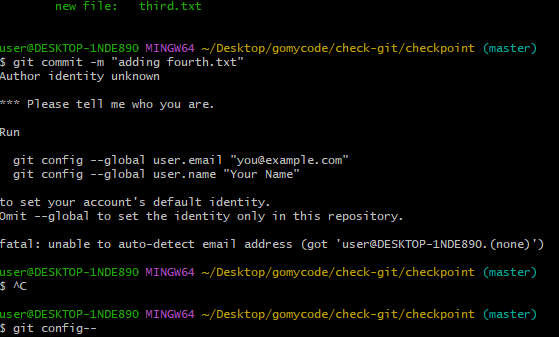 new file:   third.txt
user@DESKTOP-1NDE890 MINGW64 ~/Desktop/gomycode/check-git/checkpoint (master)
$ git commit -m "adding fourth.txt"
Author identity unknown
*** Please tell me who you are.
Run
  git config --global user.email "you@example.com"
  git config --global user.name "Your Name"
to set your account's default identity.
Omit --global to set the identity only in this repository.
fatal: unable to auto-detect email address (got 'user@DESKTOP-1NDE890.(none)')
user@DESKTOP-1NDE890 MINGW64 ~/Desktop/gomycode/check-git/checkpoint (master)
$ ^C
user@DESKTOP-1NDE890 MINGW64 ~/Desktop/gomycode/check-git/checkpoint (master)
$ git config--